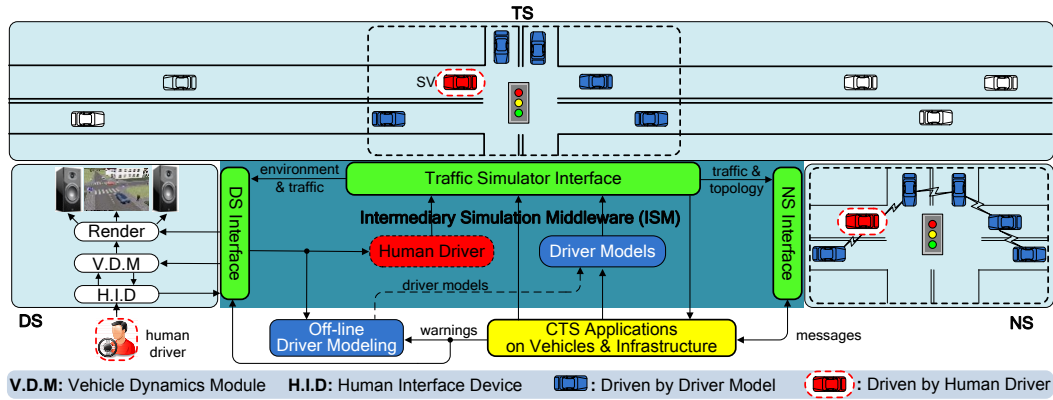 TS
SV
environment
& traffic
Traffic Simulator Interface
traffic &
topology
DS Interface
NS Interface
Intermediary Simulation Middleware (ISM)
Render
Human Driver
Driver Models
V.D.M
driver models
H.I.D
DS
human
driver
Off-line
Driver Modeling
warnings
CTS Applications
on Vehicles & Infrastructure
messages
NS
V.D.M: Vehicle Dynamics Module H.I.D: Human Interface Device : Driven by Driver Model : Driven by Human Driver